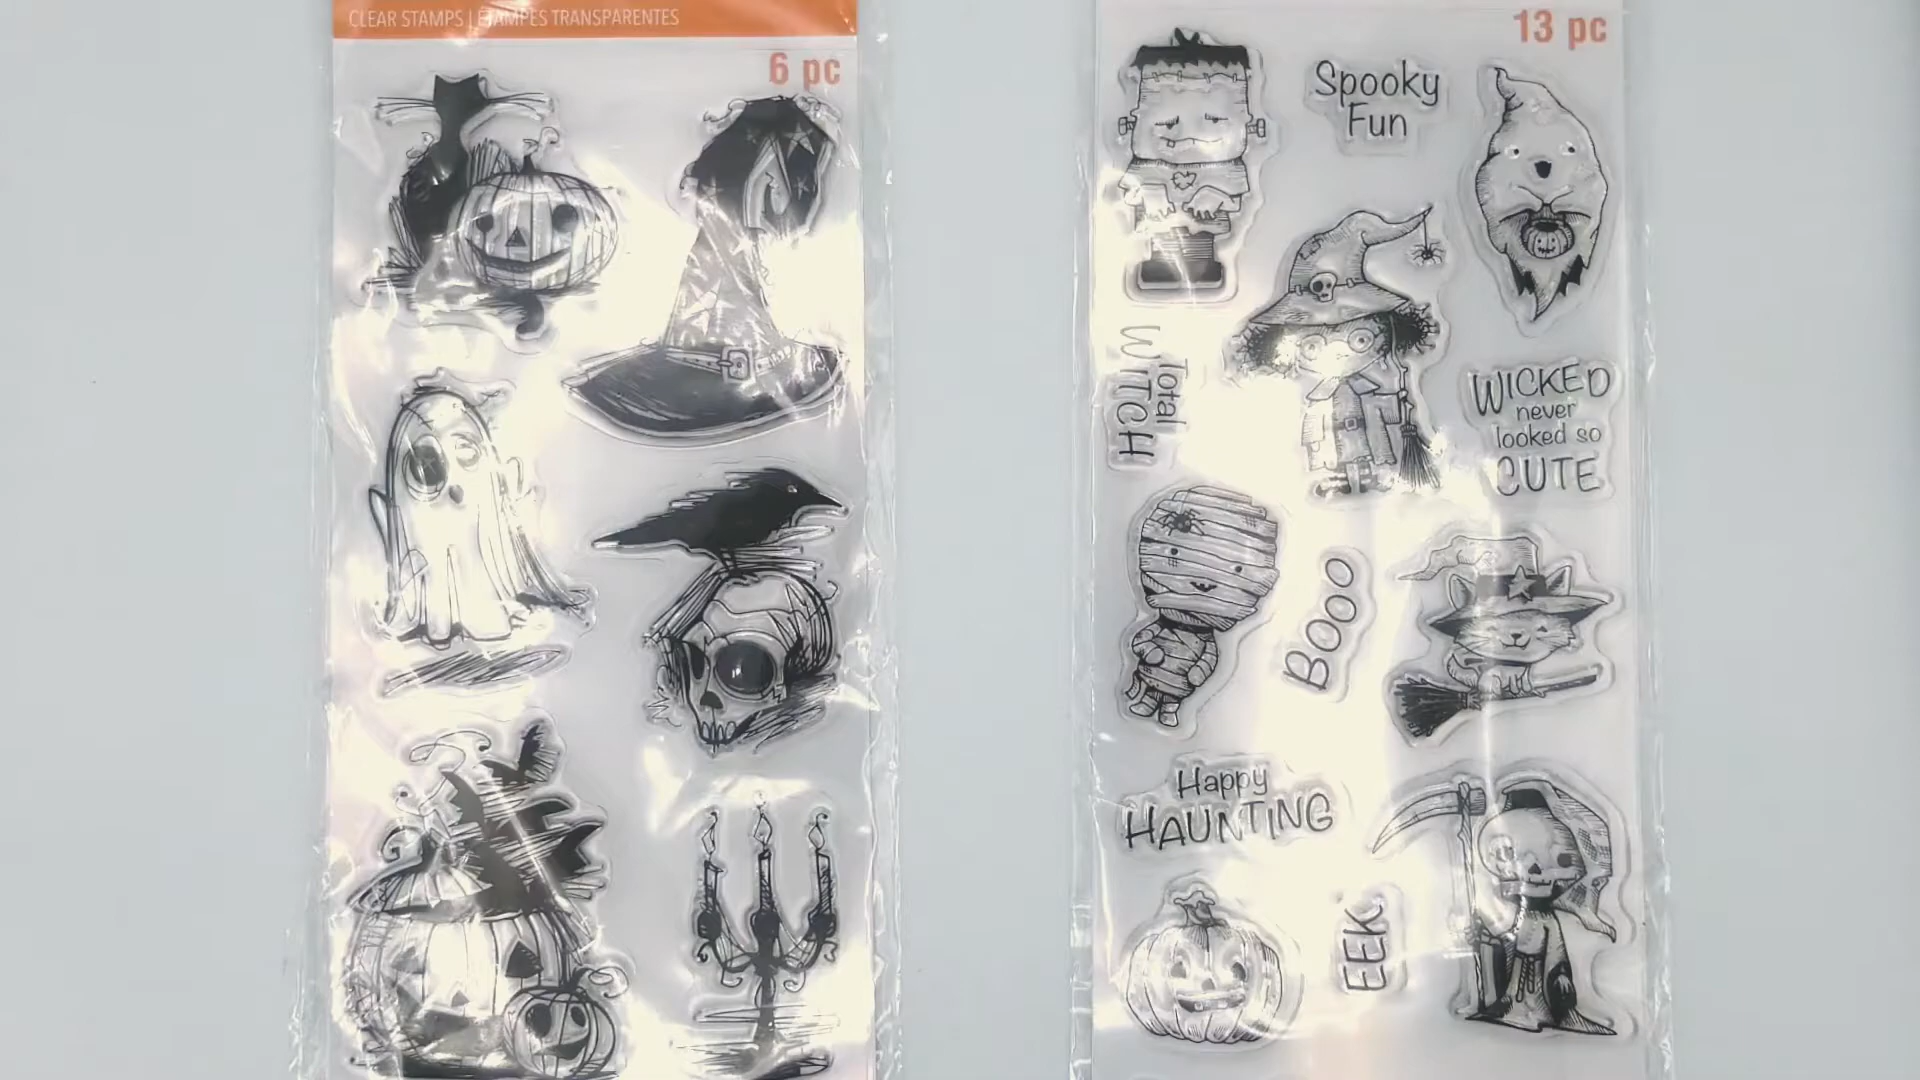 CLEAR STAMPS | ÉTAMPES TRANSPARENTES
6 pc
13 pc
Spooky
Fun
Total
WITCH
WICKED
never
looked so
CUTE
BOOO
Happy
HAUNTING
EEK